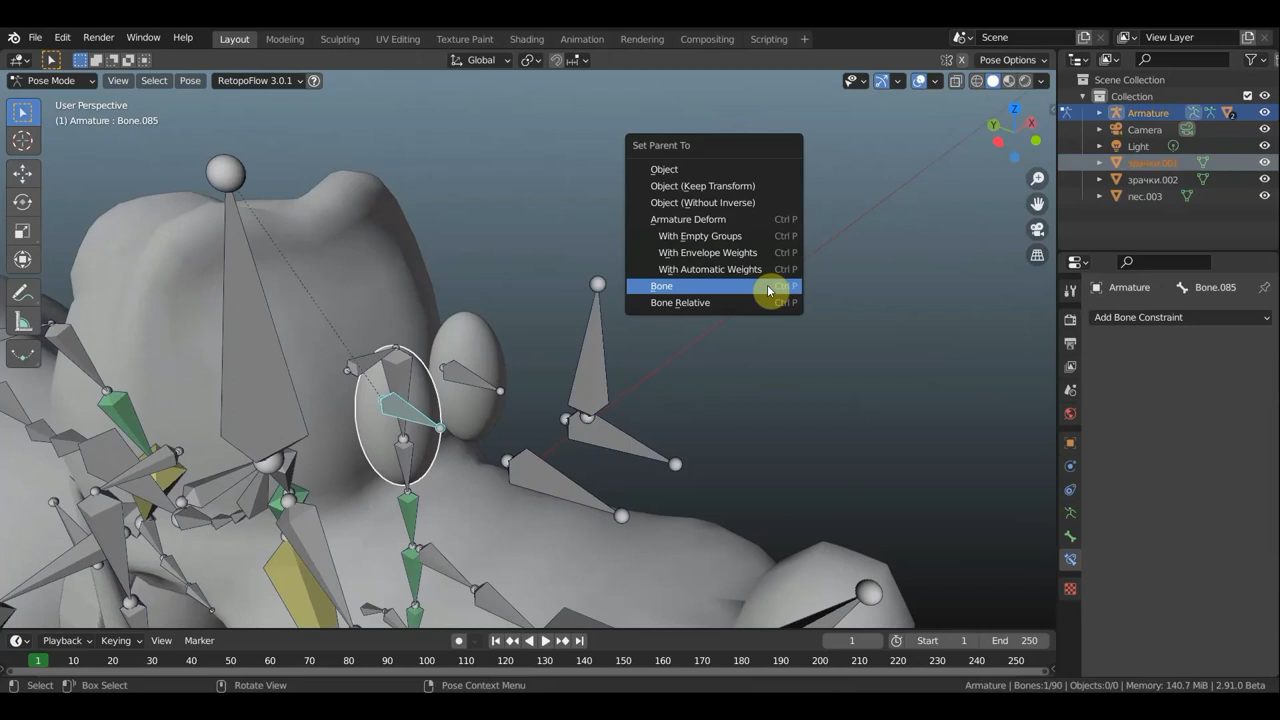 File Edit Render Window Help Layout Modeling Sculpting UV Editing Texture Paint Shading Animation Rendering Compositing Scripting + Scene View Layer
Global Pose Options
Pose Mode View Select Pose RetopoFlow 3.0.1
User Perspective
(1) Armature : Bone.085
Z
Y
X
Set Parent To
Object
Object (Keep Transform)
Object (Without Inverse)
Armature Deform Ctrl P
With Empty Groups Ctrl P
With Envelope Weights Ctrl P
With Automatic Weights Ctrl P
Bone Ctrl P
Bone Relative Ctrl P
Scene Collection
Collection
Armature 2
Camera
Light
зрачки.001
зрачки.002
пес.003
Armature Bone.085
Add Bone Constraint
Playback Keying View Marker 1 Start 1 End 250
1 10 20 30 40 50 60 70 80 90 100 110 120 130 140 150 160 170 180 190 200 210 220 230 240 250
Select Box Select Rotate View Pose Context Menu Armature | Bones:1/90 | Objects:0/0 | Memory: 140.7 MiB | 2.91.0 Beta